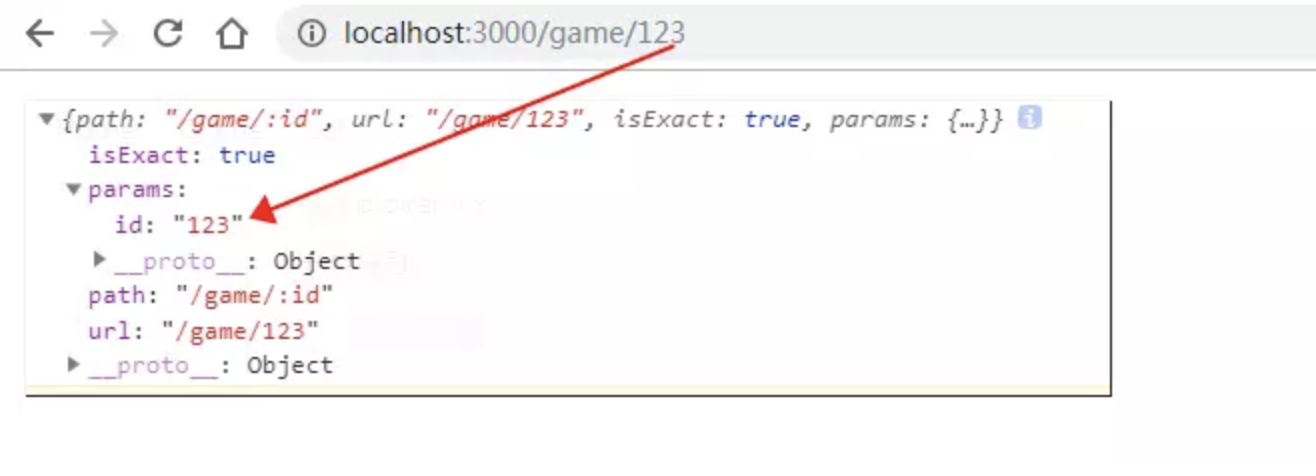 localhost:3000/game/123
{path: "/game/:id", url: "/game/123", isExact: true, params: {…}} i
isExact: true
params:
id: "123"
__proto__: Object
path: "/game/:id"
url: "/game/123"
__proto__: Object